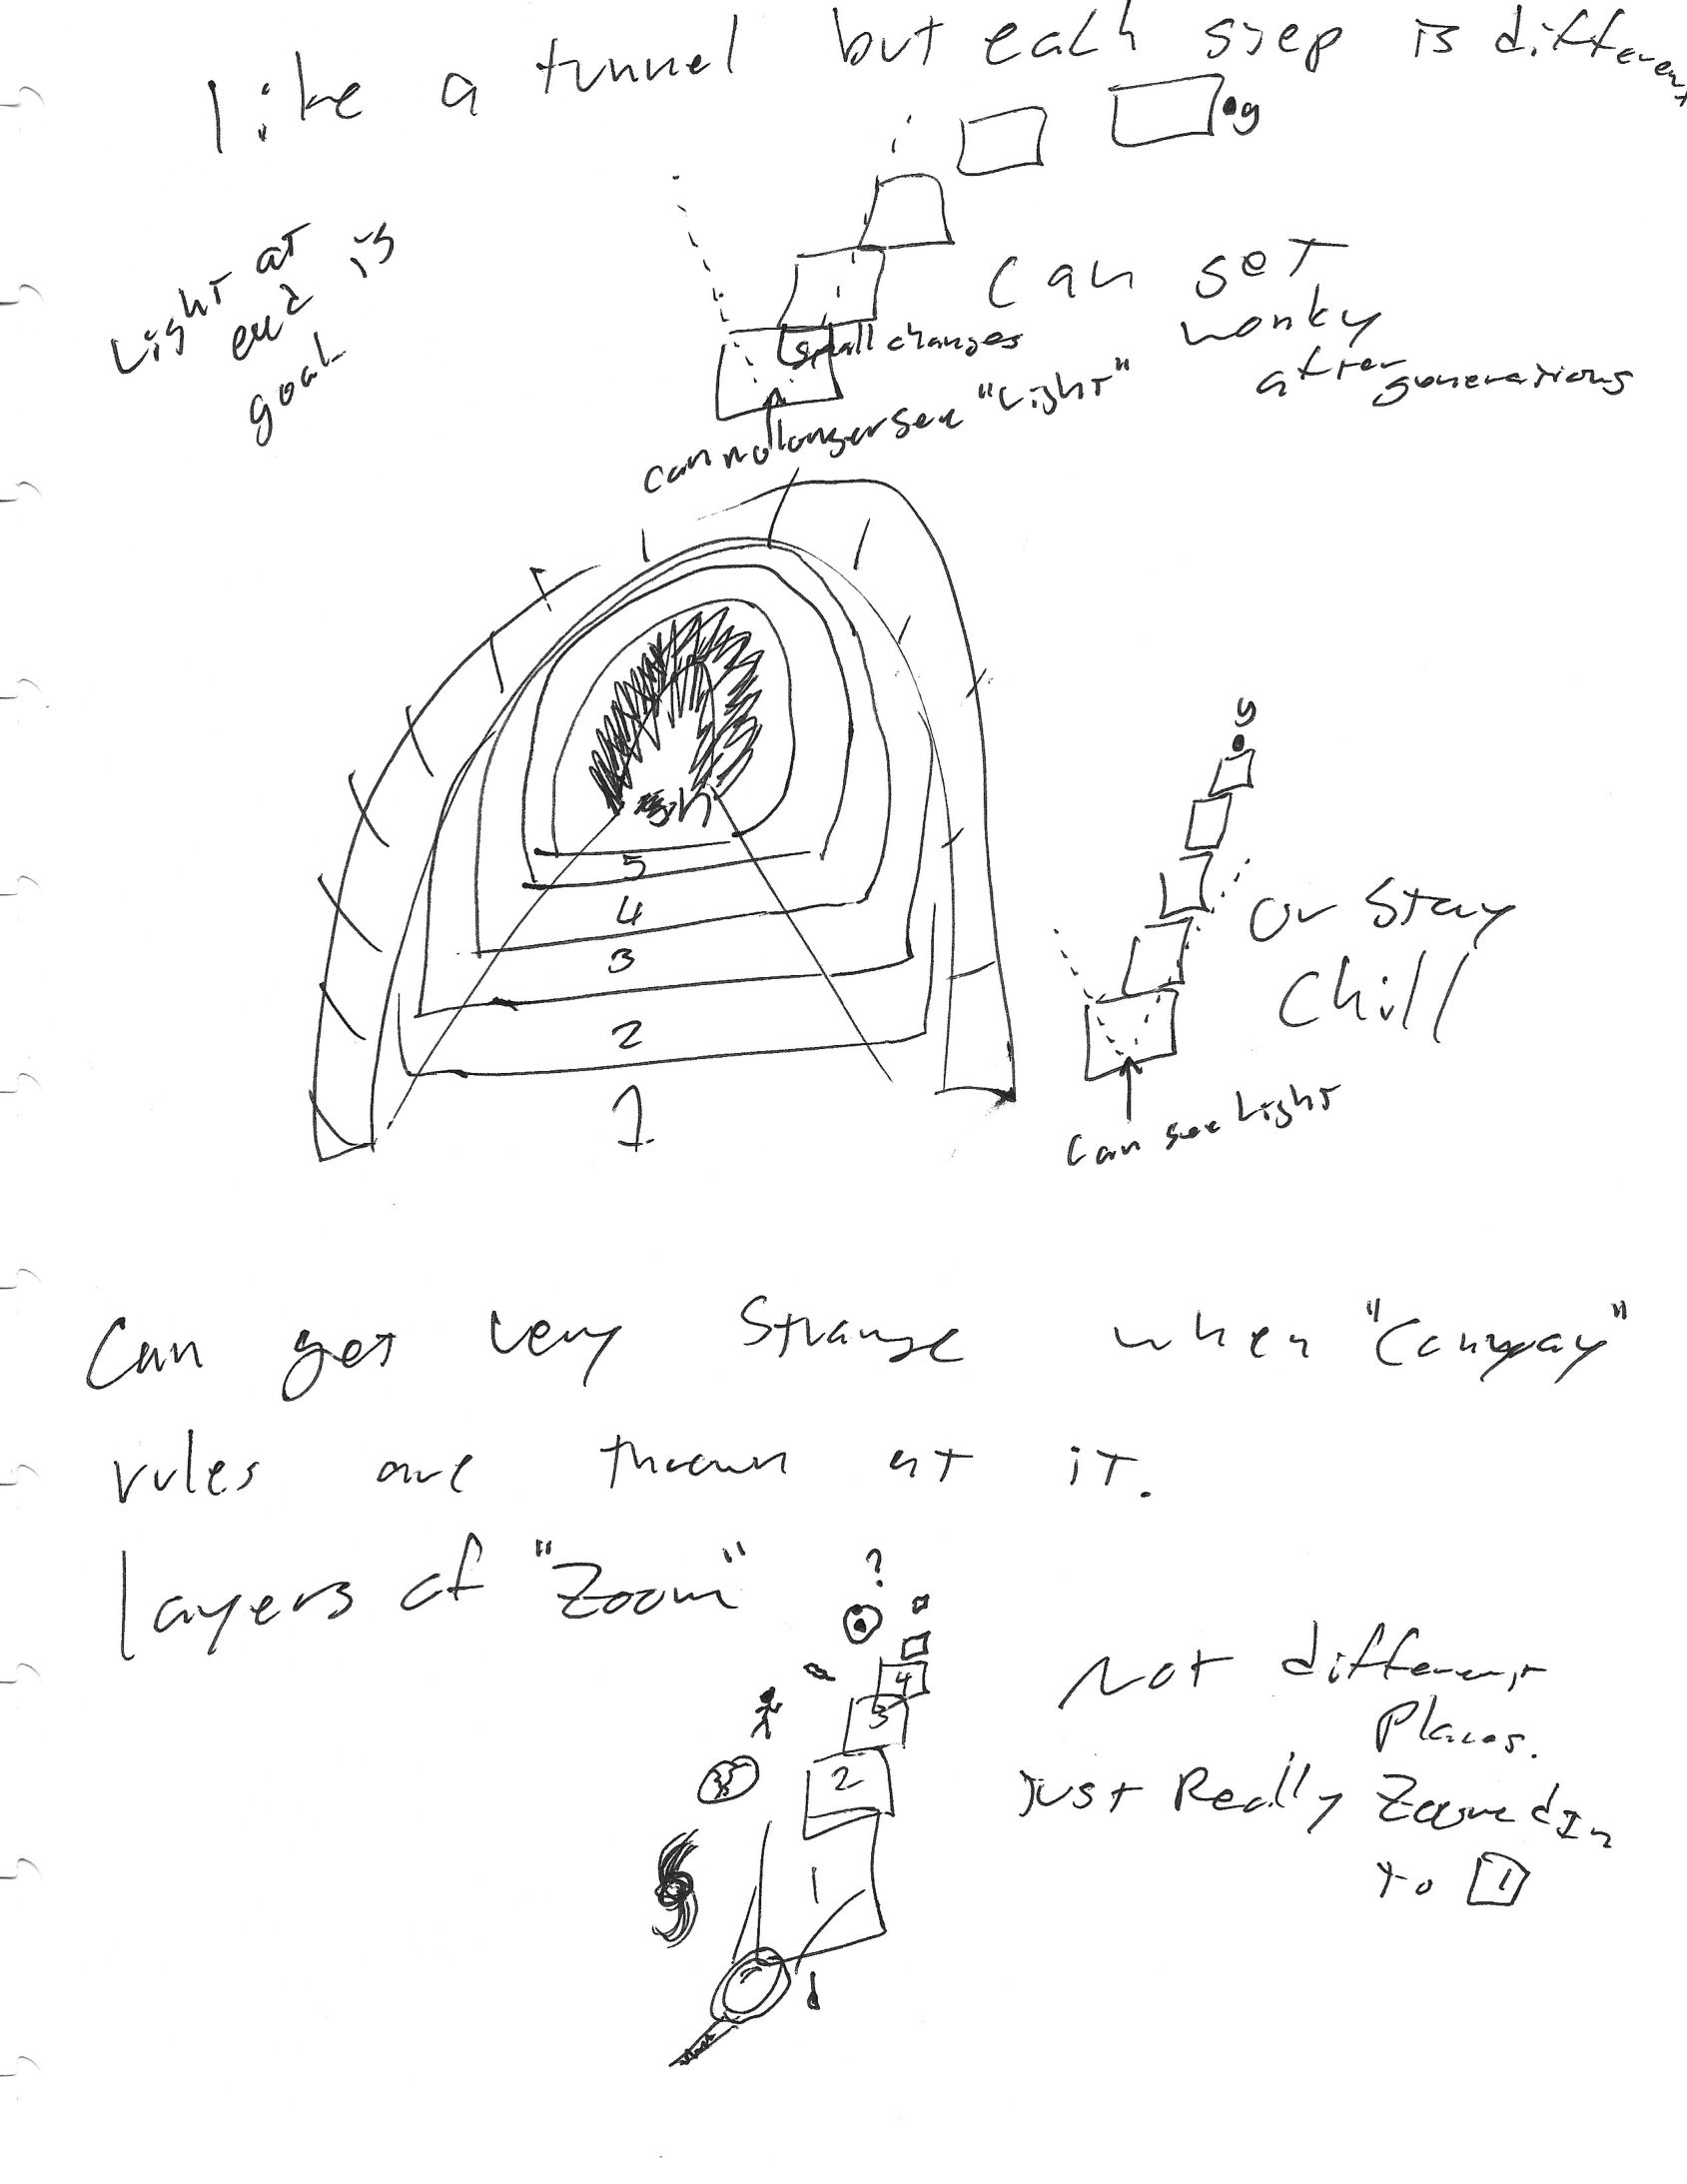 like a tunnel but each step is different
• g
Light at
end is
goal
Can get
wonky
after generations
small changes
can no longer see "Light"
5
4
3
2
1
g
•
Or Stay
Chill
Can see Light
Can get very Strange when "Conway"
rules are thrown at it.
layers of "Zoom"
?
4
3
2
1
Not different
Places.
Just Really Zoomed In
to 1